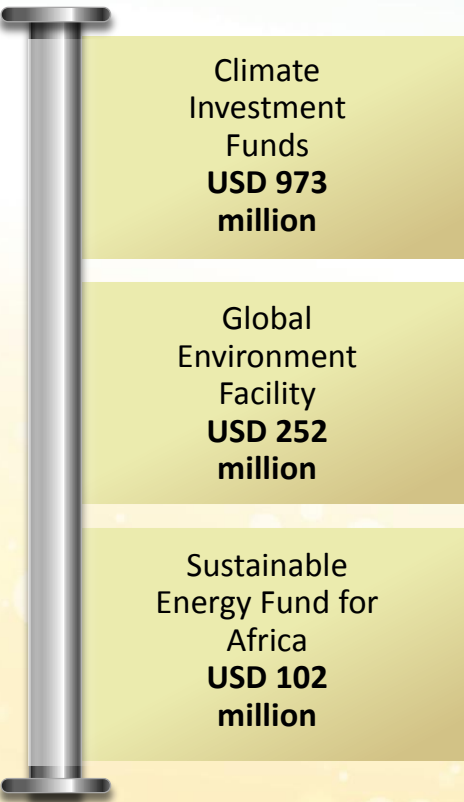 Climate
Investment
Funds
USD 973
million
Global
Environment
Facility
USD 252
million
Sustainable
Energy Fund for
Africa
USD 102
million